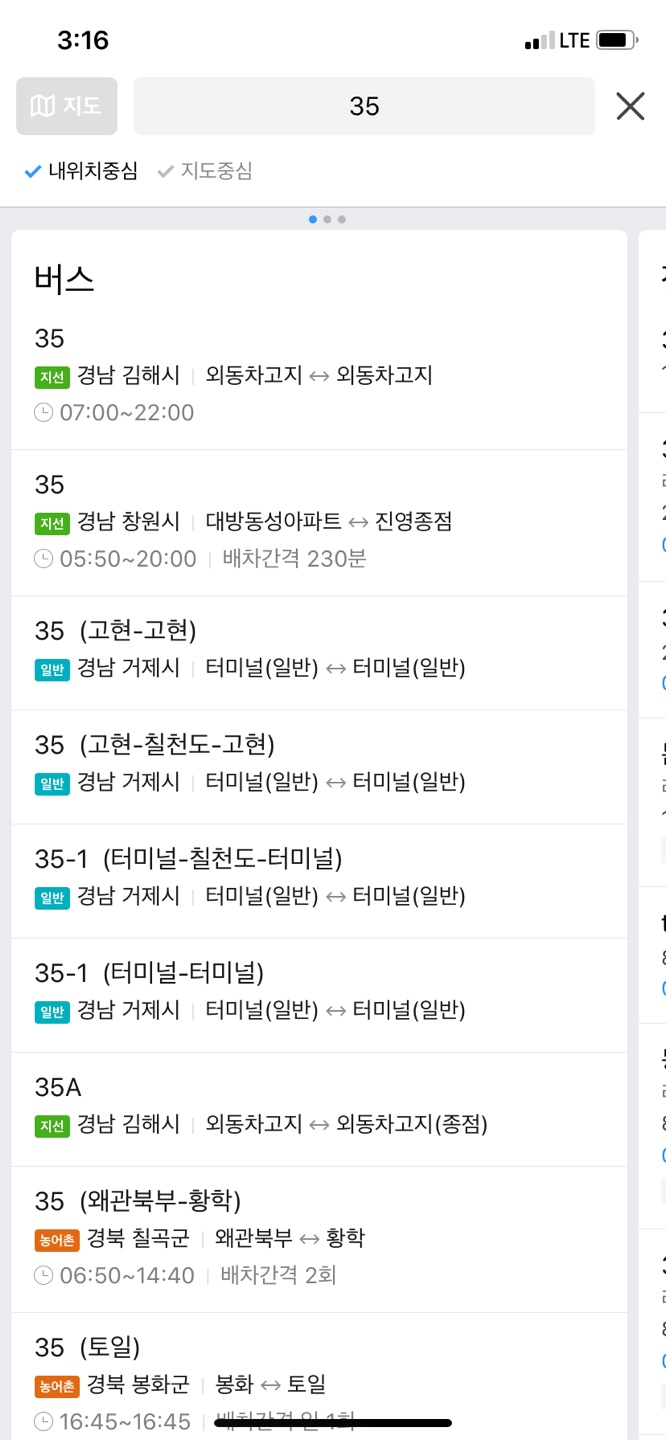 3:16
LTE
지도
35
내위치중심 지도중심
버스
35
지선 경남 김해시 외동차고지 ↔ 외동차고지
07:00~22:00
35
지선 경남 창원시 대방동성아파트 ↔ 진영종점
05:50~20:00 배차간격 230분
35 (고현-고현)
일반 경남 거제시 터미널(일반) ↔ 터미널(일반)
35 (고현-칠천도-고현)
일반 경남 거제시 터미널(일반) ↔ 터미널(일반)
35-1 (터미널-칠천도-터미널)
일반 경남 거제시 터미널(일반) ↔ 터미널(일반)
35-1 (터미널-터미널)
일반 경남 거제시 터미널(일반) ↔ 터미널(일반)
35A
지선 경남 김해시 외동차고지 ↔ 외동차고지(종점)
35 (왜관북부-황학)
농어촌 경북 칠곡군 왜관북부 ↔ 황학
06:50~14:40 배차간격 2회
35 (토일)
농어촌 경북 봉화군 봉화 ↔ 토일
16:45~16:45 배차간격 일 1회